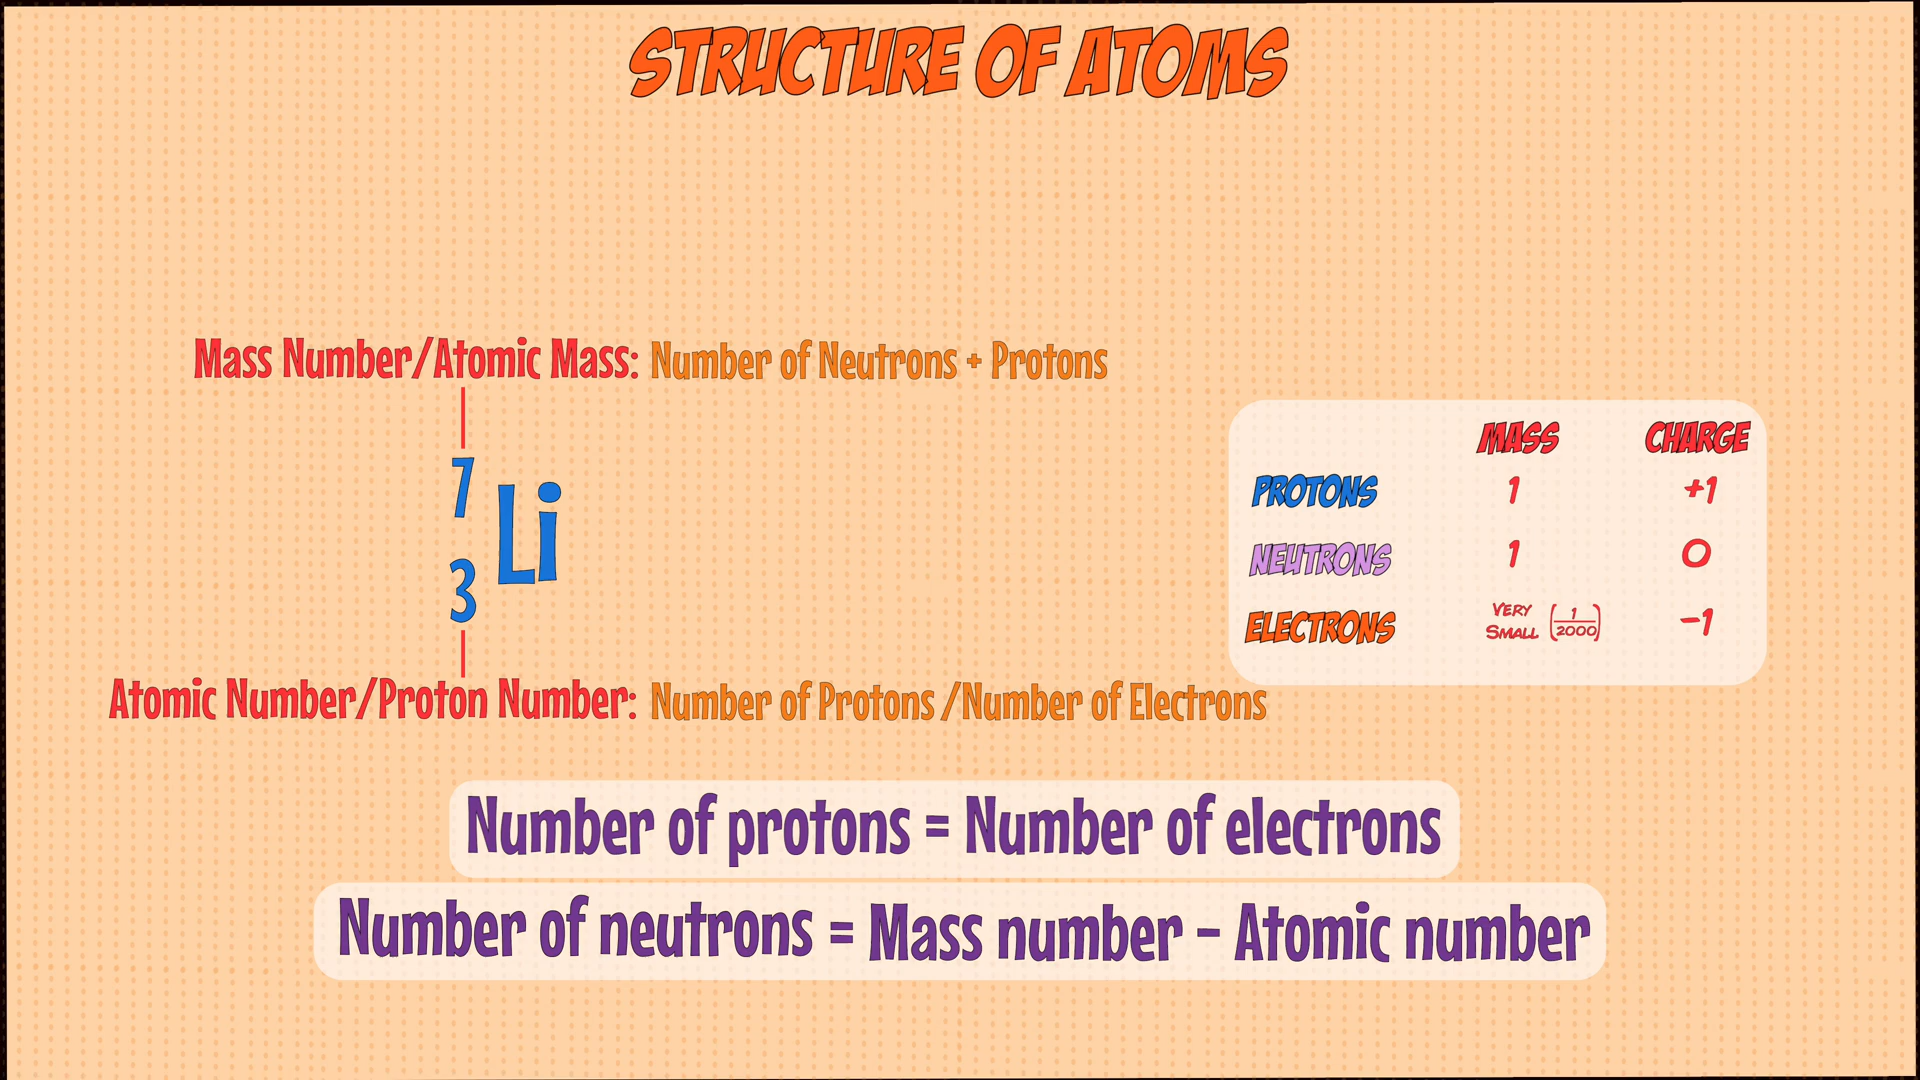 STRUCTURE OF ATOMS
Mass Number/Atomic Mass: Number of Neutrons + Protons
7
Li
3
Atomic Number/Proton Number: Number of Protons /Number of Electrons
MASS CHARGE
PROTONS 1 +1
NEUTRONS 1 0
ELECTRONS VERY SMALL (1/2000) -1
Number of protons = Number of electrons
Number of neutrons = Mass number - Atomic number